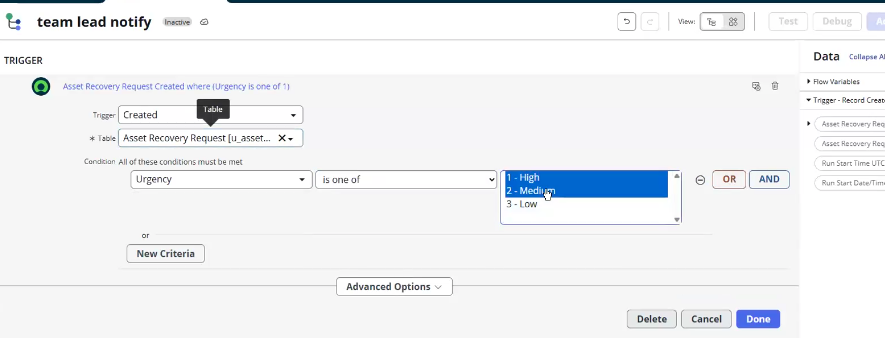 team lead notify Inactive View: Test Debug
TRIGGER Data Collapse Al
Asset Recovery Request Created where (Urgency is one of 1) Flow Variables
Table Trigger - Record Creat
Trigger Created
* Table Asset Recovery Request [u_asset... Asset Recovery Req
Asset Recovery Req
Condition All of these conditions must be met Run Start Time UTC
Urgency is one of 1 - High OR AND Run Start Date/Time
2 - Medium
3 - Low
or
New Criteria
Advanced Options
Delete Cancel Done